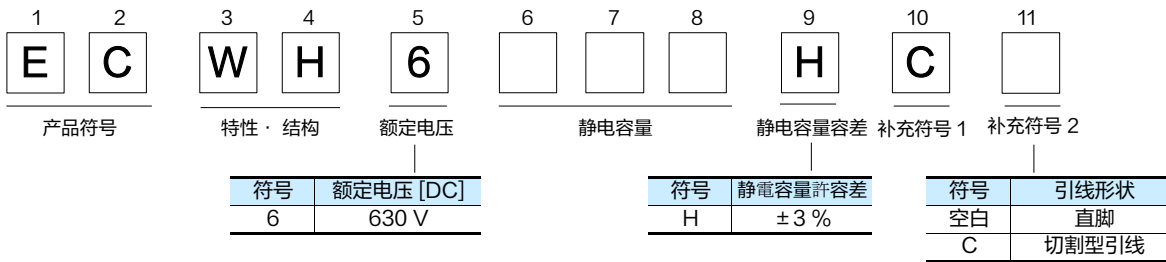 1 2 3 4 5 6 7 8 9 10 11
E C W H 6 H C
产品符号 特性 · 结构 额定电压 静电容量 静电容量容差 补充符号 1 补充符号 2
符号 额定电压 [DC] 符号 静電容量許容差 符号 引线形状
6 630 V H ±3 % 空白 直脚
C 切割型引线